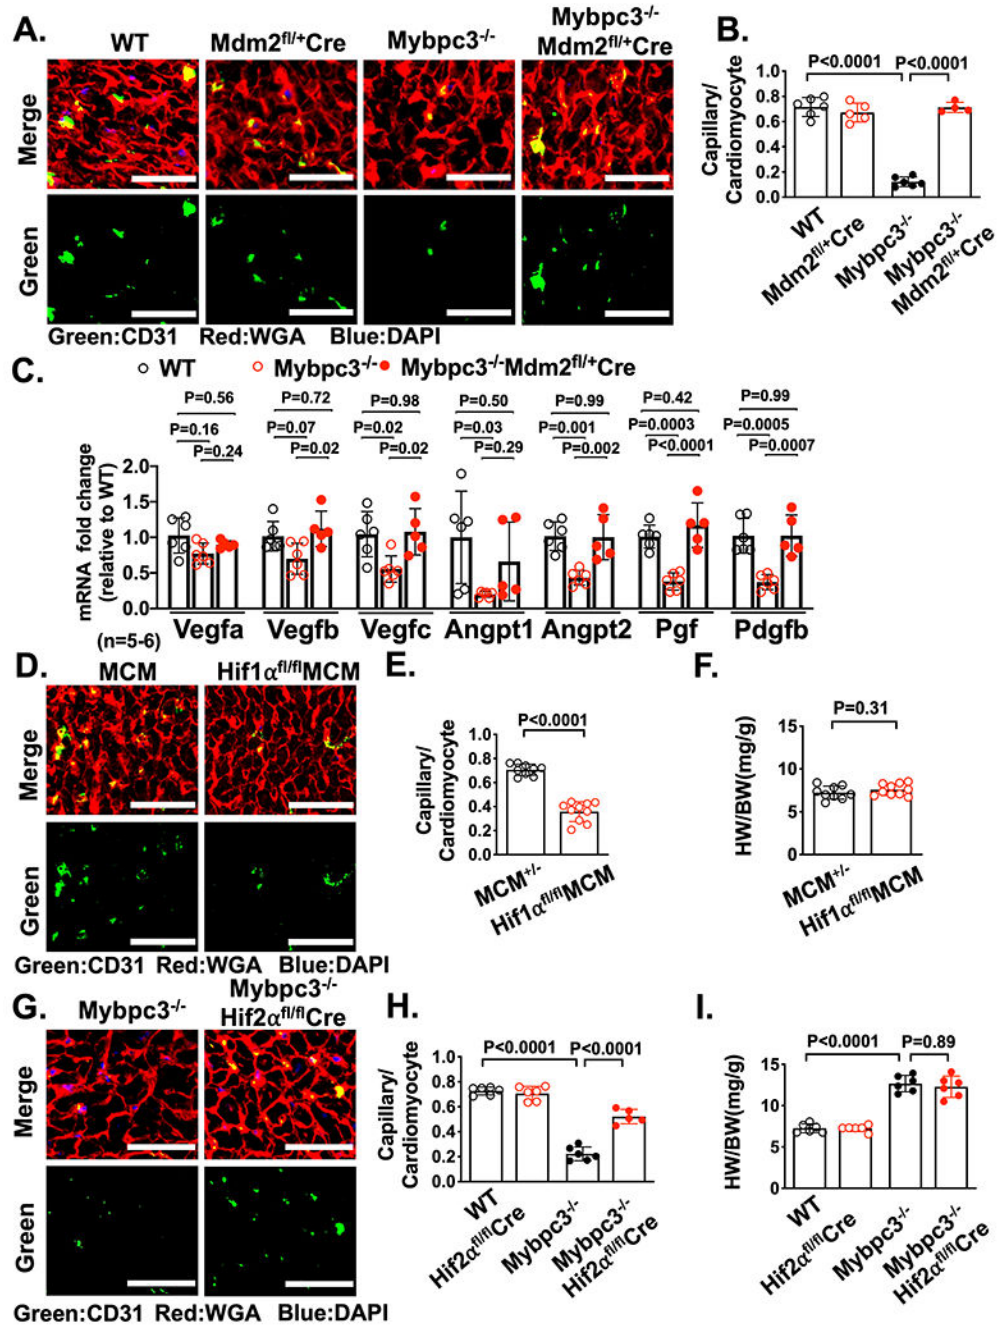 A.
WT
Mdm2fl/+Cre
Mybpc3-/-
Mybpc3-/-
Mdm2fl/+Cre
Merge
Green
Green:CD31 Red:WGA Blue:DAPI
B.
P<0.0001 P<0.0001
Capillary/
Cardiomyocyte
1.0
0.8
0.6
0.4
0.2
0.0
WT
Mdm2fl/+Cre
Mybpc3-/-
Mybpc3-/-
Mdm2fl/+Cre
C.
WT Mybpc3-/- Mybpc3-/-Mdm2fl/+Cre
P=0.56 P=0.72 P=0.98 P=0.50 P=0.99 P=0.42 P=0.99
P=0.16 P=0.07 P=0.02 P=0.03 P=0.001 P=0.0003 P=0.0005
P=0.24 P=0.02 P=0.02 P=0.29 P=0.002 P<0.0001 P=0.0007
mRNA fold change
(relative to WT)
2.0
1.5
1.0
0.5
0.0
Vegfa Vegfb Vegfc Angpt1 Angpt2 Pgf Pdgfb
(n=5-6)
D.
MCM
Hif1αfl/flMCM
Merge
Green
Green:CD31 Red:WGA Blue:DAPI
E.
P<0.0001
Capillary/
Cardiomyocyte
1.0
0.8
0.6
0.4
0.2
0.0
MCM+/-
Hif1αfl/flMCM
F.
P=0.31
HW/BW(mg/g)
15
10
5
0
MCM+/-
Hif1αfl/flMCM
G.
Mybpc3-/-
Mybpc3-/-
Hif2αfl/flCre
Merge
Green
Green:CD31 Red:WGA Blue:DAPI
H.
P<0.0001 P<0.0001
Capillary/
Cardiomyocyte
1.0
0.8
0.6
0.4
0.2
0.0
WT
Hif2αfl/flCre
Mybpc3-/-
Mybpc3-/-
Hif2αfl/flCre
I.
P<0.0001 P=0.89
HW/BW(mg/g)
15
10
5
0
WT
Hif2αfl/flCre
Mybpc3-/-
Mybpc3-/-
Hif2αfl/flCre